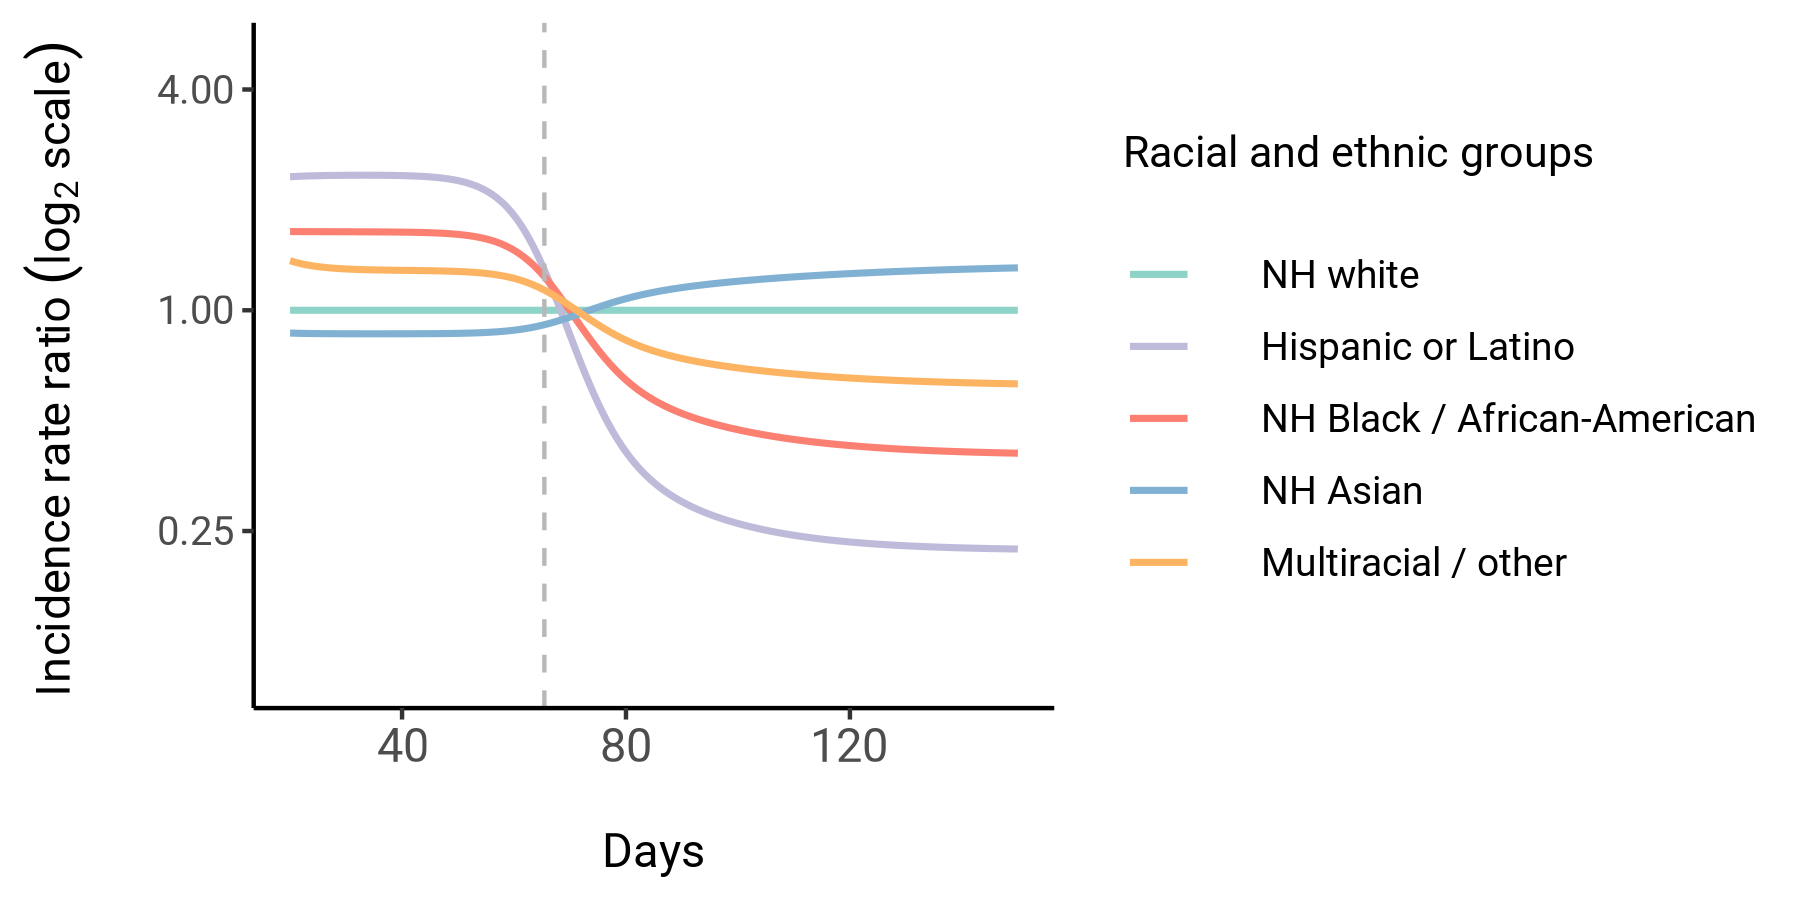 Incidence rate ratio (log₂ scale)
4.00
1.00
0.25
40 80 120
Days
Racial and ethnic groups
NH white
Hispanic or Latino
NH Black / African-American
NH Asian
Multiracial / other